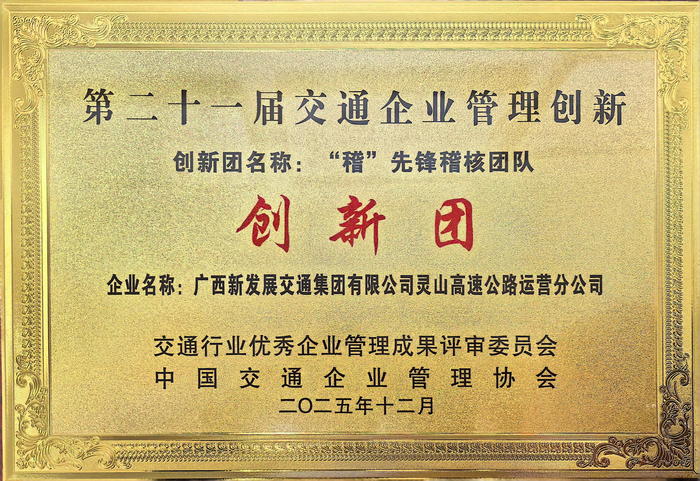 第二十一届交通企业管理创新
创新团名称：“稽”先锋稽核团队
创新团
企业名称：广西新发展交通集团有限公司灵山高速公路运营分公司
交通行业优秀企业管理成果评审委员会
中国交通企业管理协会
二〇二五年十二月